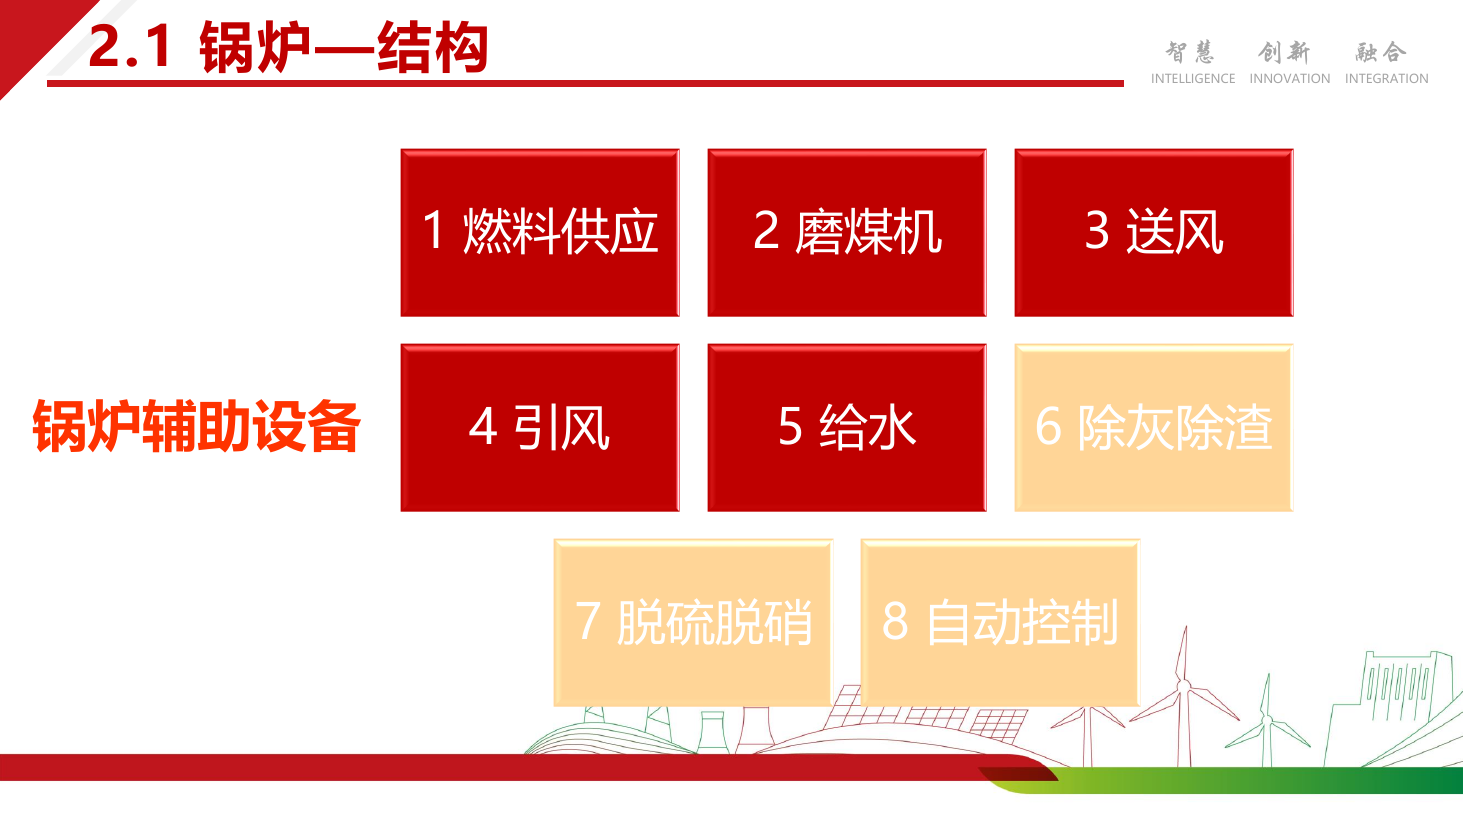 2.1 锅炉—结构
智慧 创新 融合
INTELLIGENCE INNOVATION INTEGRATION
1 燃料供应
2 磨煤机
3 送风
锅炉辅助设备
4 引风
5 给水
6 除灰除渣
7 脱硫脱硝
8 自动控制